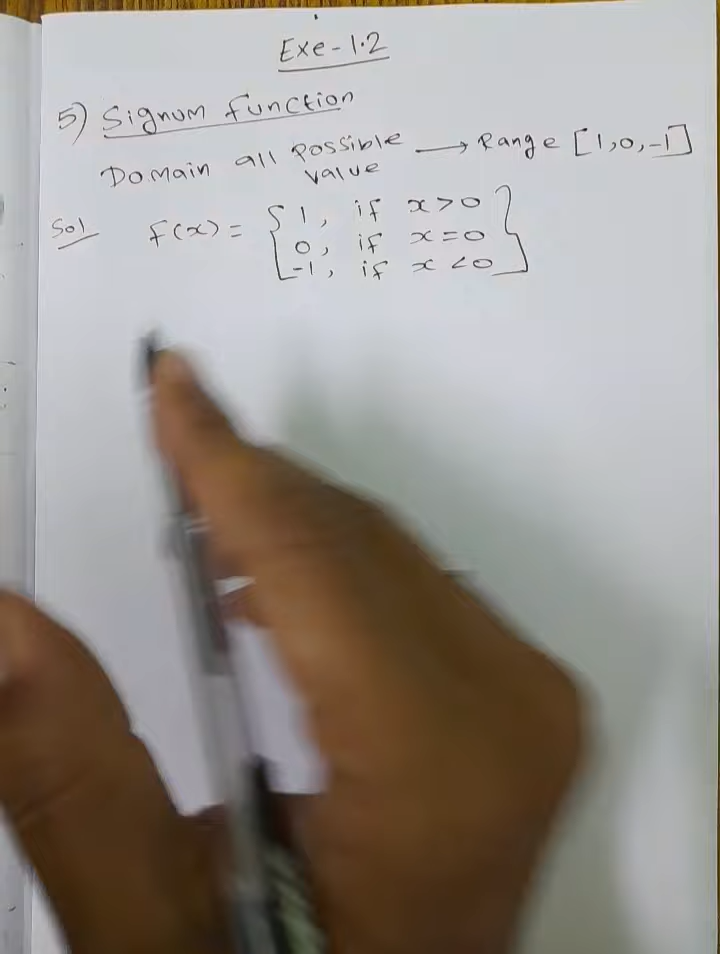 Exe-1.2
5) Signum function
Domain all possible value → Range [1,0,-1]
Sol f(x) = { 1, if x>0
0, if x=0
-1, if x<0 }